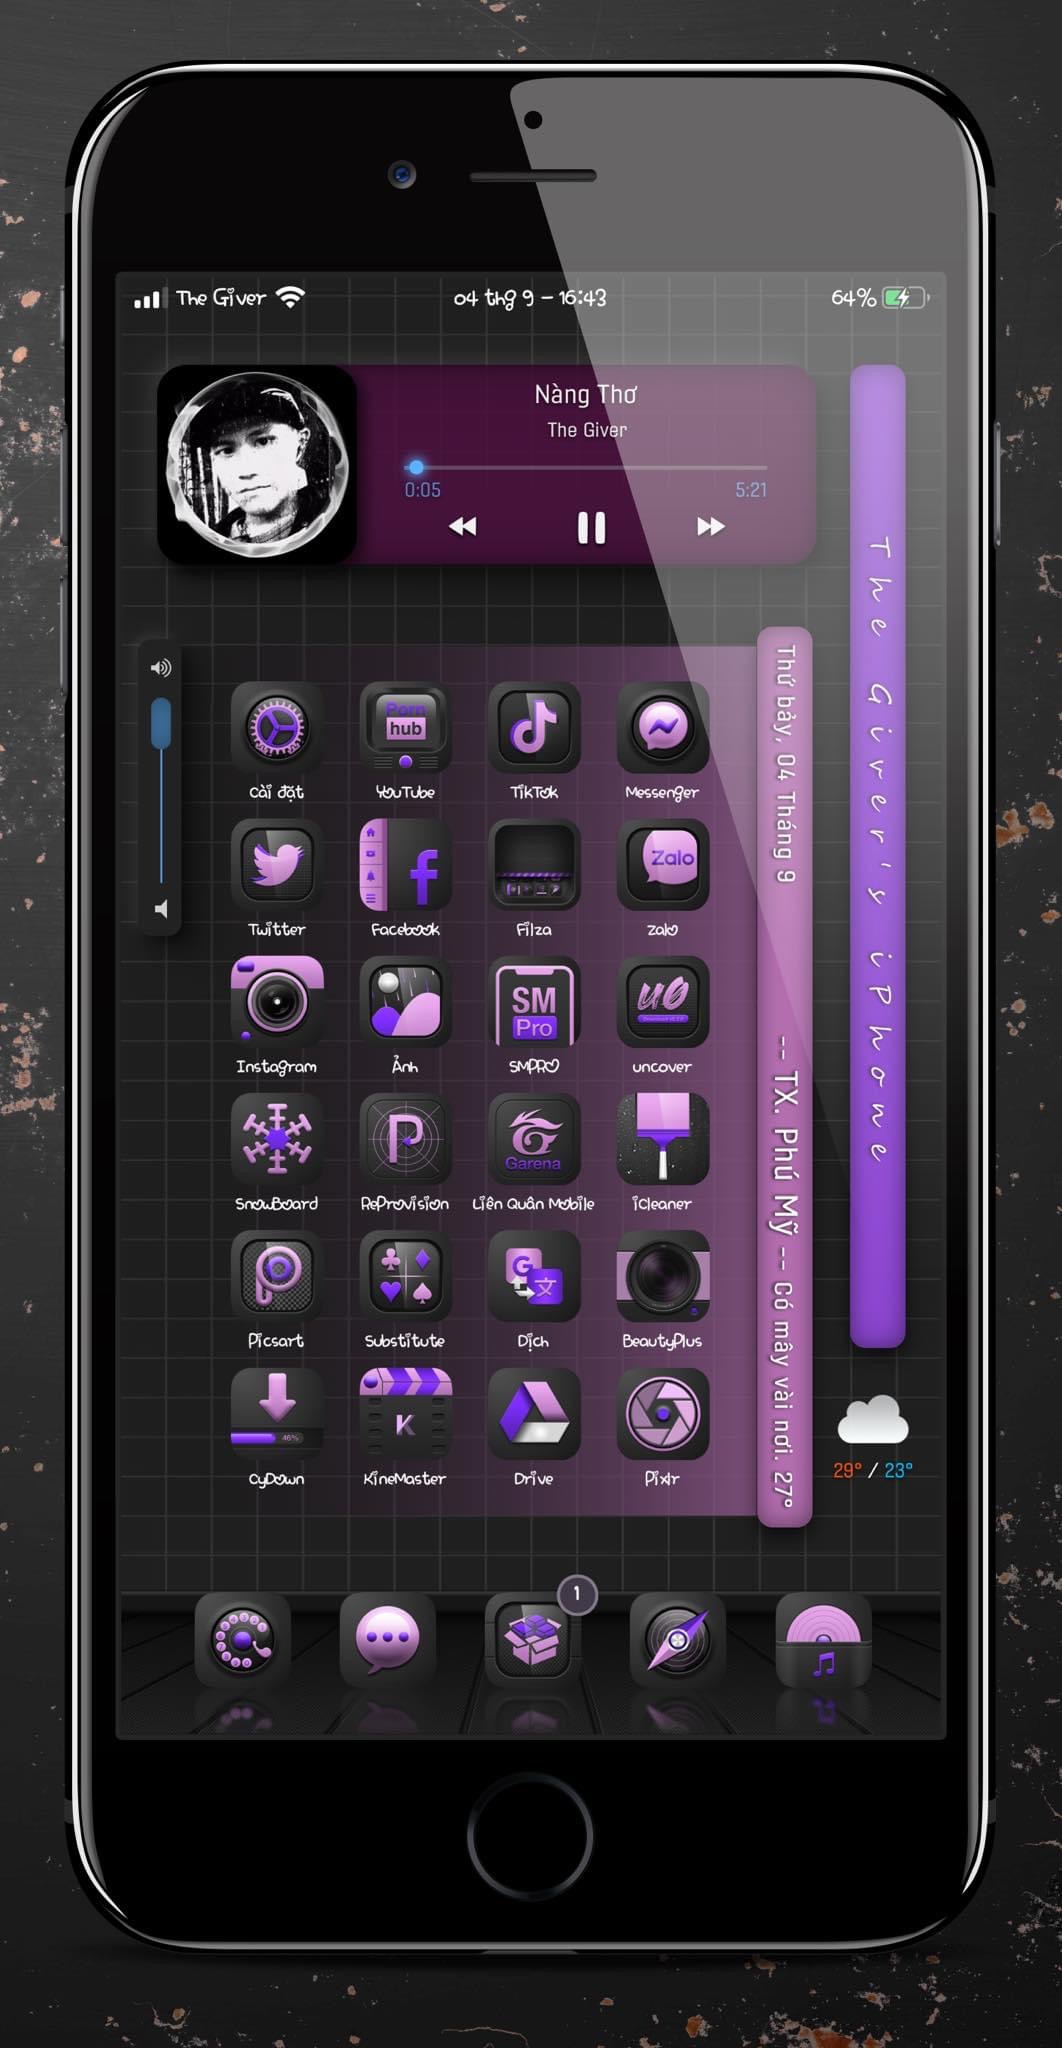 The Giver
04 thg 9 – 16:43
64%
Nàng Thơ
The Giver
0:05
5:21
The Giver's iPhone
Thứ bảy, 04 Tháng 9
-- TX. Phú Mỹ -- Có mây vài nơi. 27°
Porn
hub
Cài đặt
YouTube
TikTok
Messenger
Zalo
Twitter
Facebook
Filza
Zalo
SM
Pro
u0
Instagram
Ảnh
SMPRO
uncover
Garena
SnowBoard
ReProvision
Liên Quân Mobile
iCleaner
G
文
Picsart
Substitute
Dịch
BeautyPlus
46%
K
CyDown
KineMaster
Drive
Pixlr
29° / 23°
1